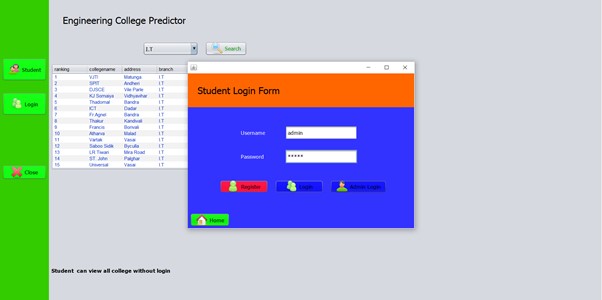 Engineering College Predictor
I.T
Search
Student
Login
Close
ranking collegename address branch
1 VJTI Matunga I.T
2 SPIT Andheri I.T
3 DJSCE Vile Parle I.T
4 KJ Somaiya Vidhyavihar I.T
5 Thadomal Bandra I.T
6 ICT Dadar I.T
7 Fr.Agnel Bandra I.T
8 Thakur Kandivali I.T
9 Francis Borivali I.T
10 Atharva Malad I.T
11 Vartak Vasai I.T
12 Saboo Sidik Byculla I.T
13 LR Tiwari Mira Road I.T
14 ST. John Palghar I.T
15 Universal Vasai I.T
Student Login Form
Username admin
Password *****
Register
Login
Admin Login
Home
Student can view all college without login